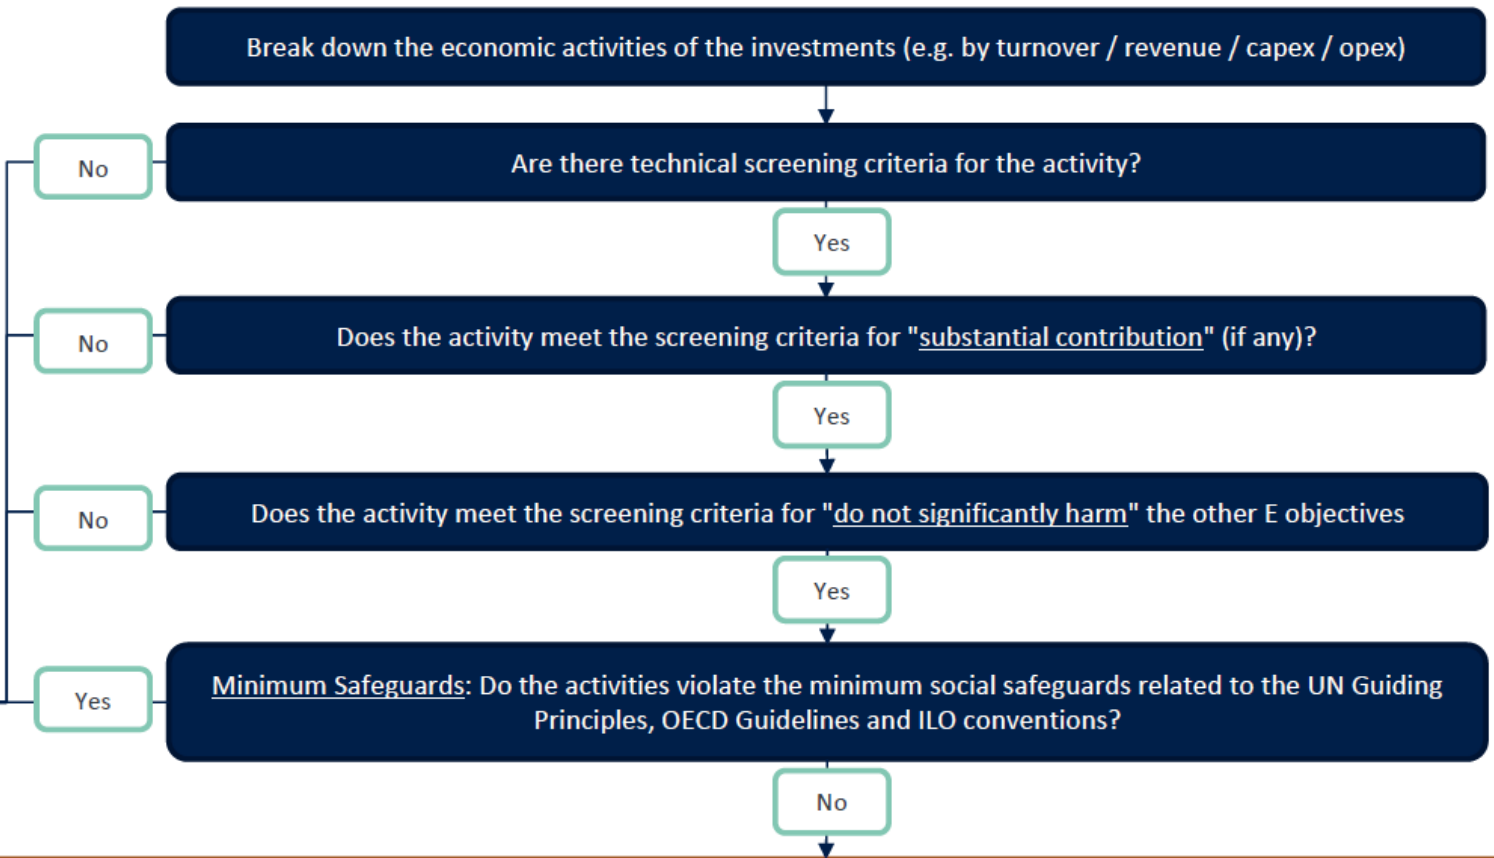 Break down the economic activities of the investments (e.g. by turnover / revenue / capex / opex)
No
Are there technical screening criteria for the activity?
Yes
No
Does the activity meet the screening criteria for "substantial contribution" (if any)?
Yes
No
Does the activity meet the screening criteria for "do not significantly harm" the other E objectives
Yes
Yes
Minimum Safeguards: Do the activities violate the minimum social safeguards related to the UN Guiding
Principles, OECD Guidelines and ILO conventions?
No